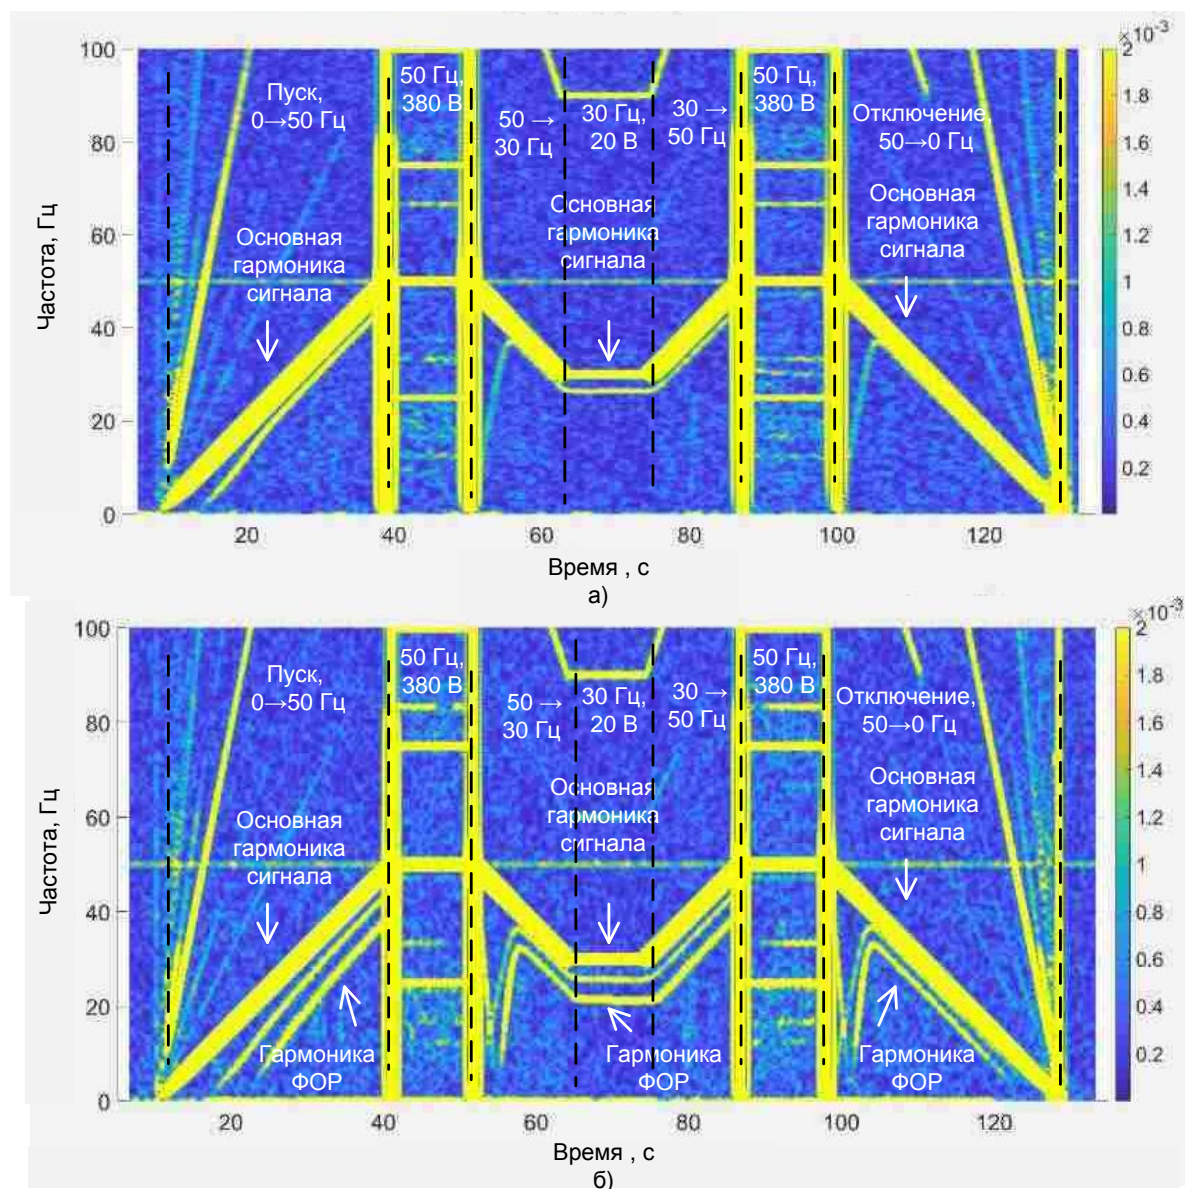 ×10⁻³
100
80
60
40
20
0
Частота, Гц
Пуск,
0→50 Гц
50 Гц,
380 В
50 →
30 Гц
30 Гц,
20 В
30 →
50 Гц
50 Гц,
380 В
Отключение,
50→0 Гц
Основная
гармоника
сигнала
Основная
гармоника
сигнала
Основная
гармоника
сигнала
2
1.8
1.6
1.4
1.2
1
0.8
0.6
0.4
0.2
20
40
60
80
100
120
Время , с
а)
×10⁻³
100
80
60
40
20
0
Частота, Гц
Пуск,
0→50 Гц
50 Гц,
380 В
50 →
30 Гц
30 Гц,
20 В
30 →
50 Гц
50 Гц,
380 В
Отключение,
50→0 Гц
Основная
гармоника
сигнала
Основная
гармоника
сигнала
Основная
гармоника
сигнала
Гармоника
ФОР
Гармоника
ФОР
Гармоника
ФОР
2
1.8
1.6
1.4
1.2
1
0.8
0.6
0.4
0.2
20
40
60
80
100
120
Время , с
б)